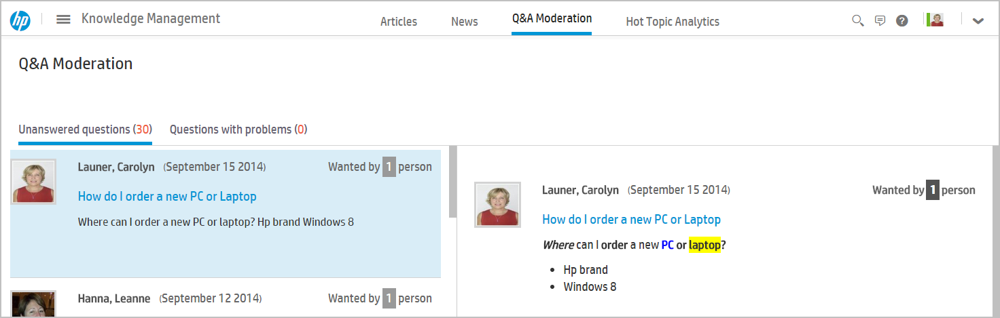 hp Knowledge Management Articles News Q&A Moderation Hot Topic Analytics ?
Q&A Moderation
Unanswered questions (30) Questions with problems (0)
Launer, Carolyn (September 15 2014) Wanted by 1 person
How do I order a new PC or Laptop
Where can I order a new PC or laptop? Hp brand Windows 8
Hanna, Leanne (September 12 2014) Wanted by 1 person
Launer, Carolyn (September 15 2014) Wanted by 1 person
How do I order a new PC or Laptop
Where can I order a new PC or laptop?
• Hp brand
• Windows 8